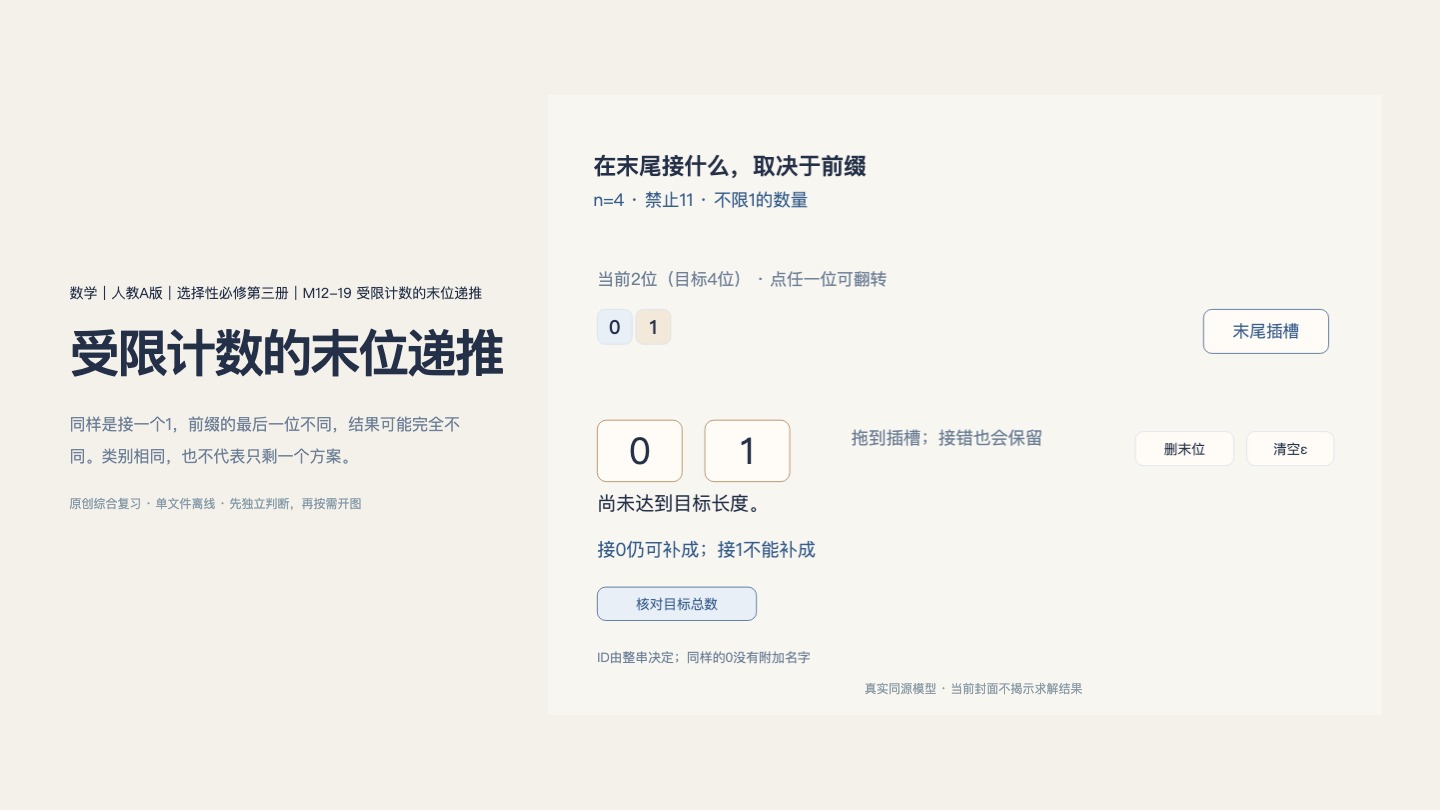 数学｜人教A版｜选择性必修第三册｜M12–19 受限计数的末位递推
受限计数的末位递推
同样是接一个1，前缀的最后一位不同，结果可能完全不
同。类别相同，也不代表只剩一个方案。
原创综合复习 · 单文件离线 · 先独立判断，再按需开图
在末尾接什么，取决于前缀
n=4 · 禁止11 · 不限1的数量
当前2位（目标4位） · 点任一位可翻转
0 1
末尾插槽
0 1
拖到插槽；接错也会保留
删末位
清空ε
尚未达到目标长度。
接0仍可补成；接1不能补成
核对目标总数
ID由整串决定；同样的0没有附加名字
真实同源模型 · 当前封面不揭示求解结果